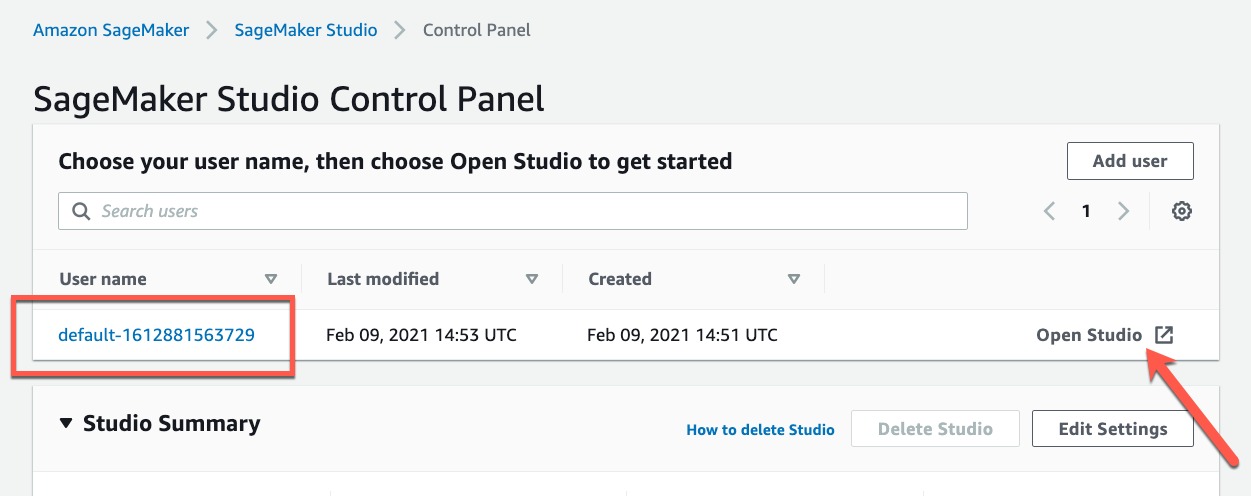 Amazon SageMaker > SageMaker Studio > Control Panel
SageMaker Studio Control Panel
Choose your user name, then choose Open Studio to get started
Add user
Search users
1
User name Last modified Created
default-1612881563729 Feb 09, 2021 14:53 UTC Feb 09, 2021 14:51 UTC Open Studio
Studio Summary
How to delete Studio Delete Studio Edit Settings